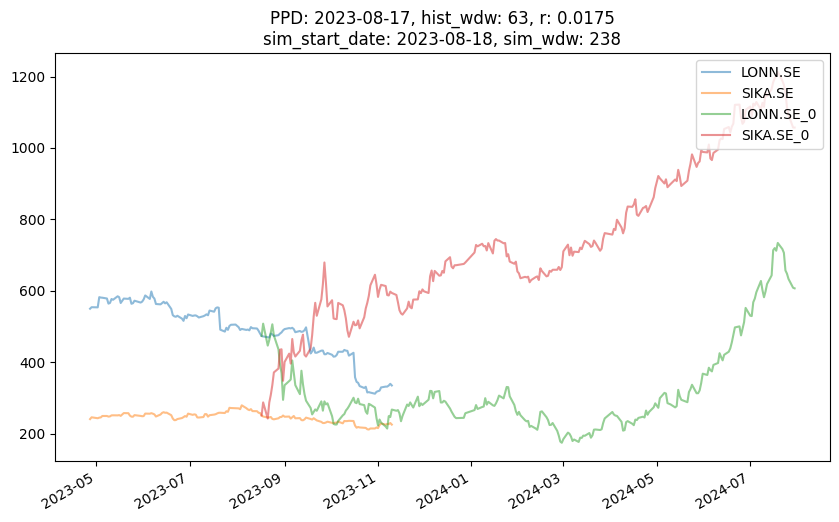 PPD: 2023-08-17, hist_wdw: 63, r: 0.0175
sim_start_date: 2023-08-18, sim_wdw: 238
LONN.SE
SIKA.SE
LONN.SE_0
SIKA.SE_0
1200
1000
800
600
400
200
2023-05
2023-07
2023-09
2023-11
2024-01
2024-03
2024-05
2024-07